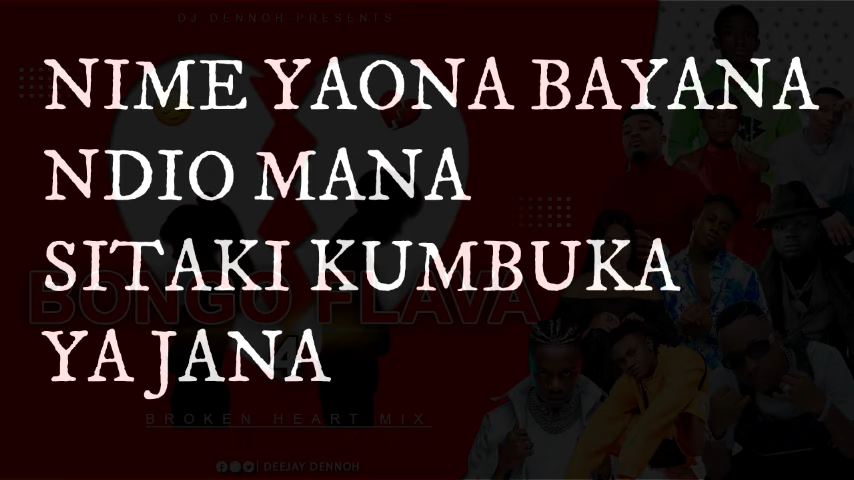 DJ DENNOH PRESENTS
NIME YAONA BAYANA
NDIO MANA
SITAKI KUMBUKA
BONGO FLAVA
YA JANA
4
BROKEN HEART MIX
DEEJAY DENNOH